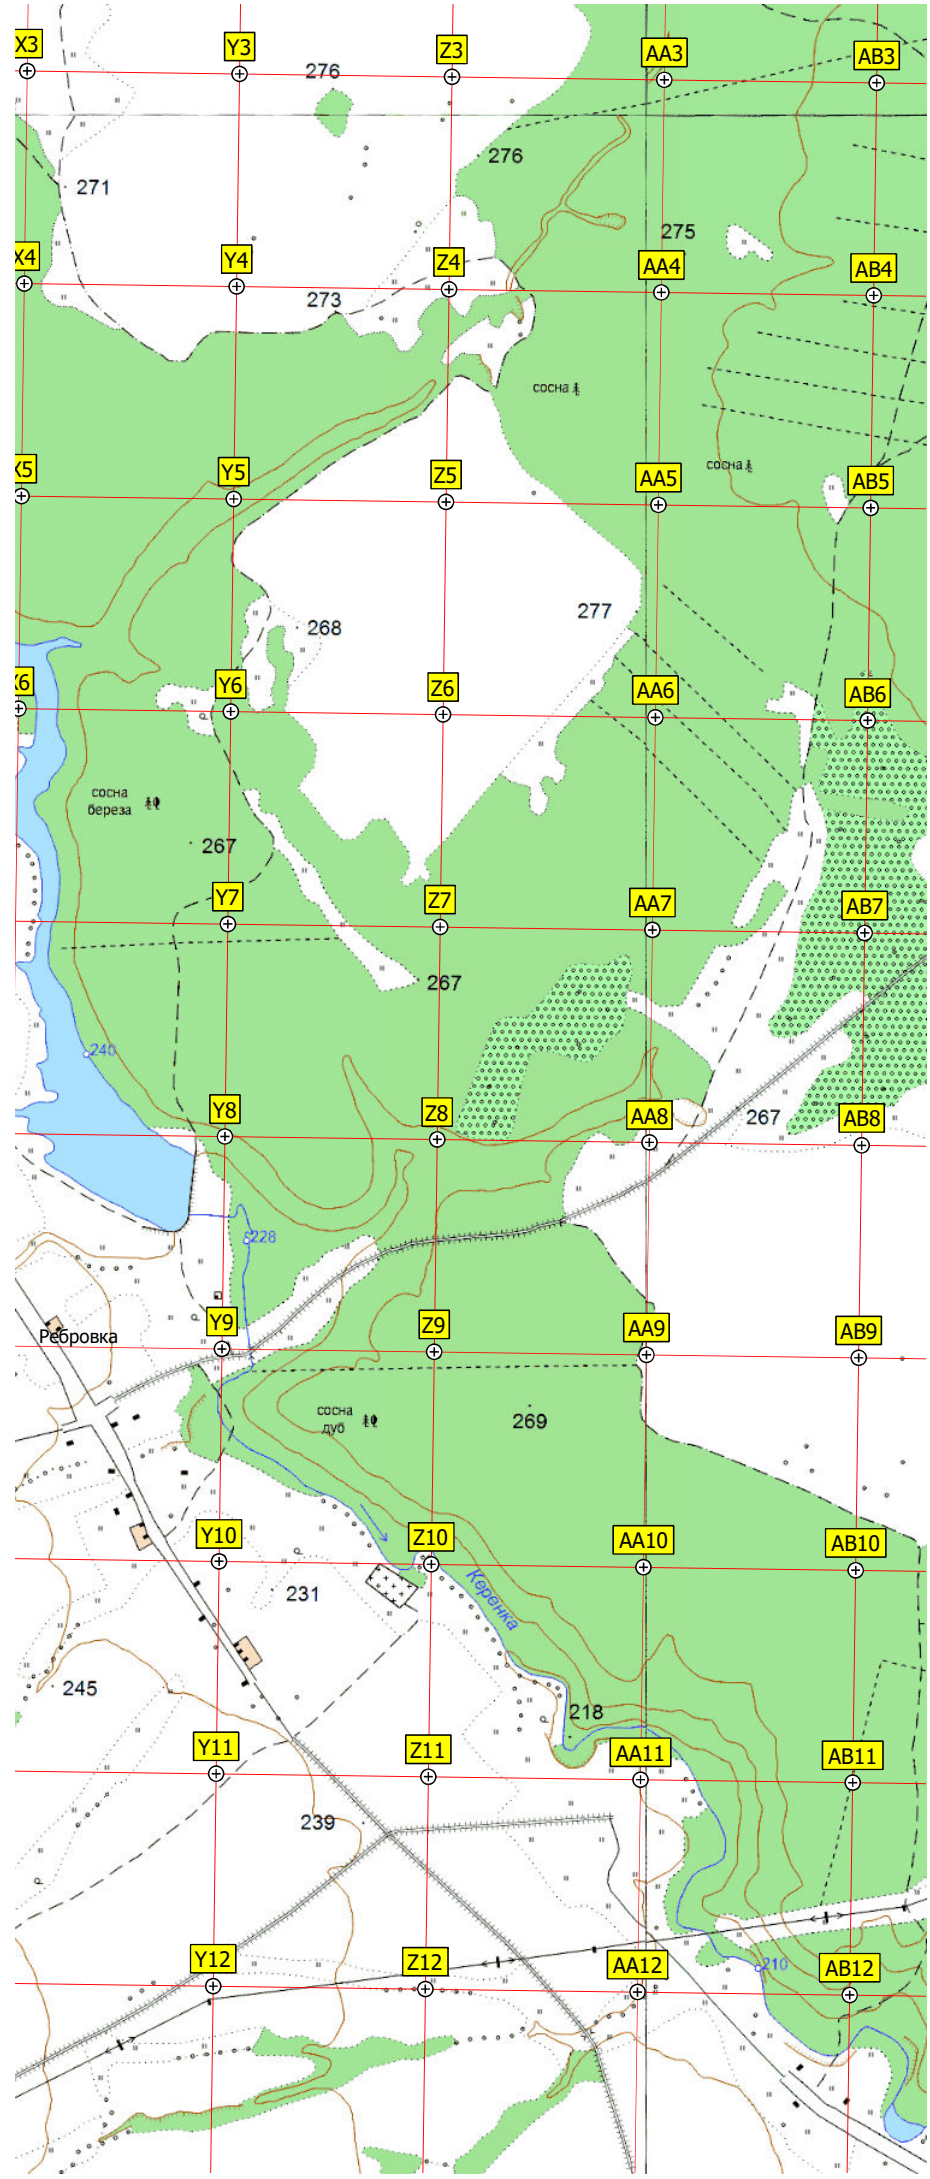 X3
Y3
Z3
AA3
AB3
276
276
271
275
X4
Y4
Z4
AA4
AB4
273
сосна
сосна
X5
Y5
Z5
AA5
AB5
277
268
X6
Y6
Z6
AA6
AB6
сосна
береза
267
Y7
Z7
AA7
AB7
267
240
267
Y8
Z8
AA8
AB8
228
Ребровка
Y9
Z9
AA9
AB9
сосна
дуб
269
Y10
Z10
AA10
AB10
231
Керенка
245
218
Y11
Z11
AA11
AB11
239
210
Y12
Z12
AA12
AB12